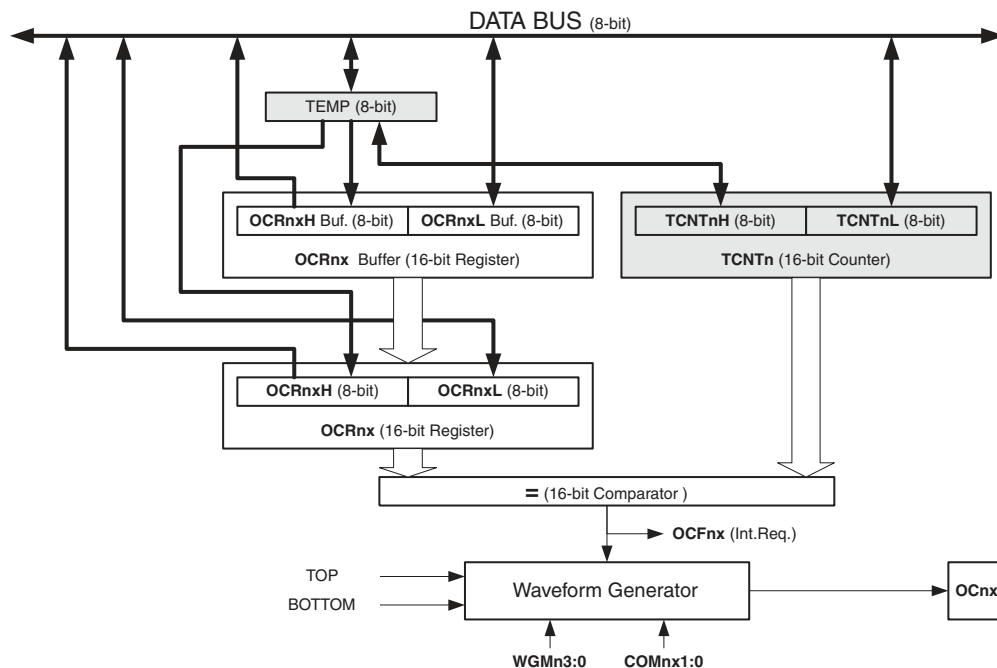 DATA BUS (8-bit)
TEMP (8-bit)
OCRnxH Buf. (8-bit)
OCRnxL Buf. (8-bit)
TCNTnH (8-bit)
TCNTnL (8-bit)
OCRnx Buffer (16-bit Register)
TCNTn (16-bit Counter)
OCRnxH (8-bit)
OCRnxL (8-bit)
OCRnx (16-bit Register)
= (16-bit Comparator )
OCFnx (Int.Req.)
TOP
BOTTOM
Waveform Generator
OCnx
WGMn3:0
COMnx1:0